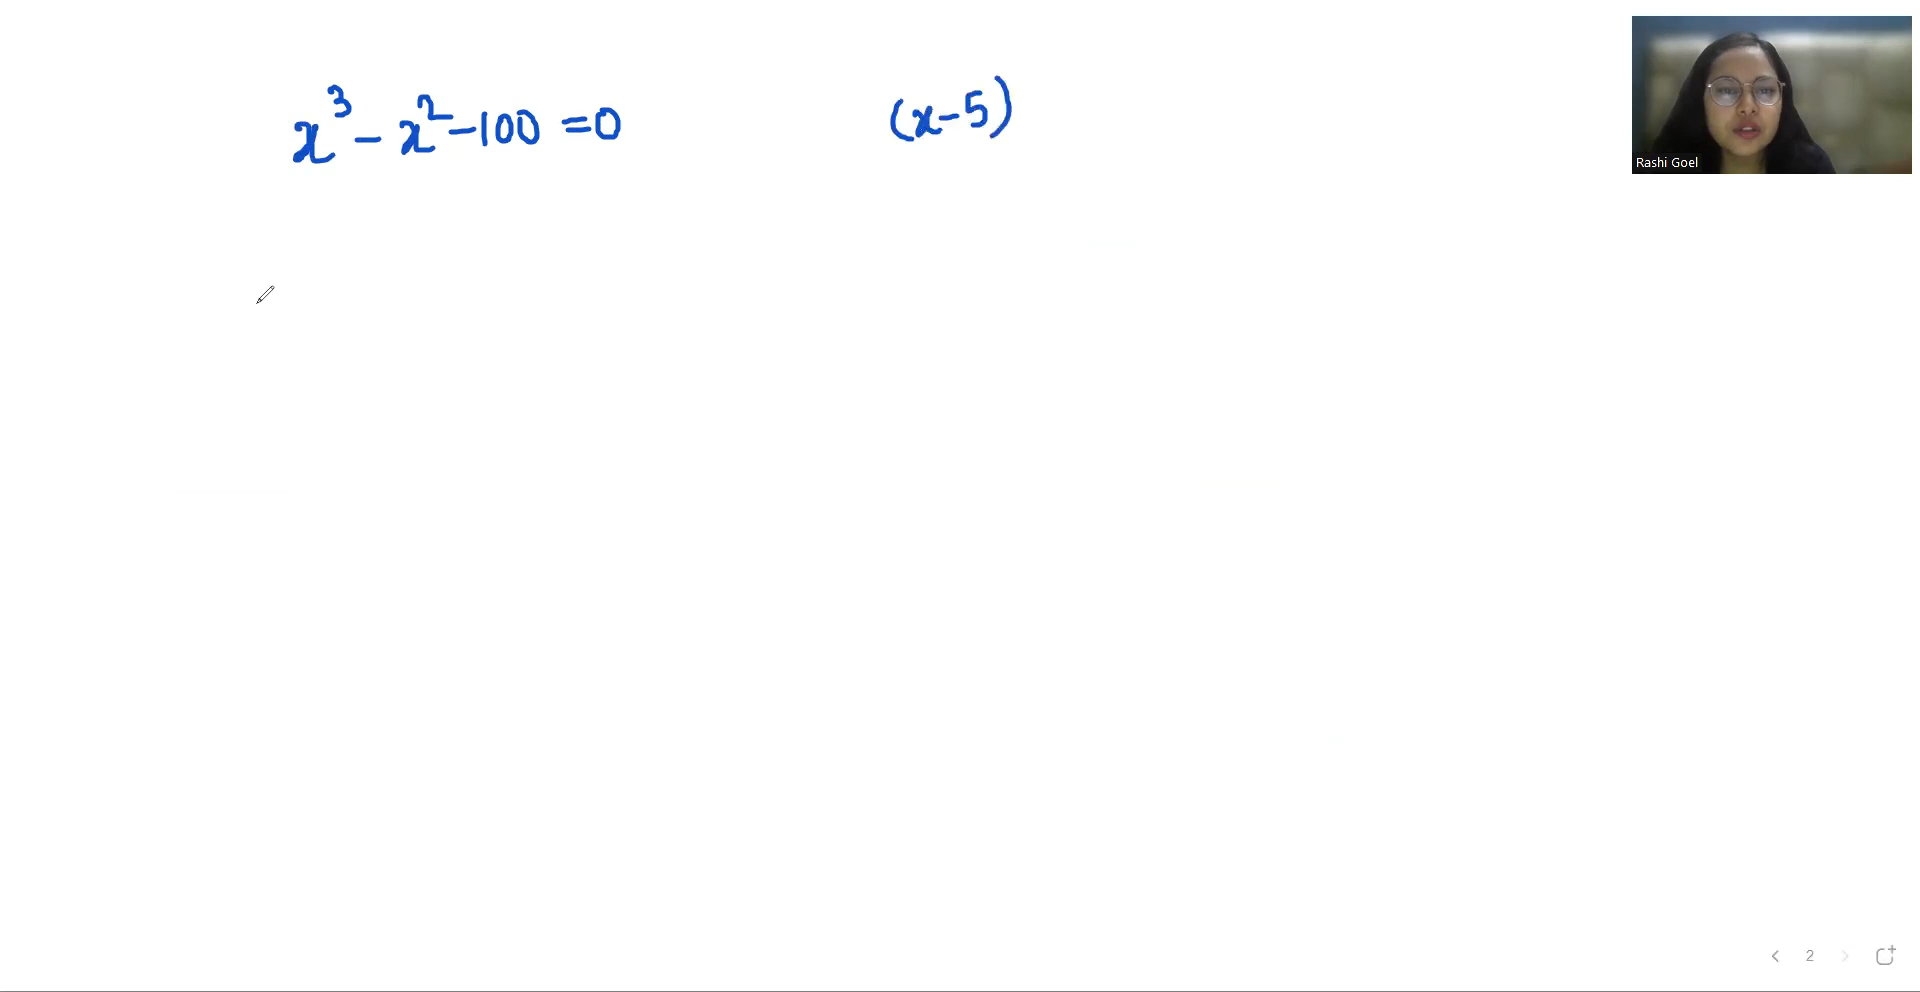 x³ - x² - 100 = 0 (x - 5)
Rashi Goel
2